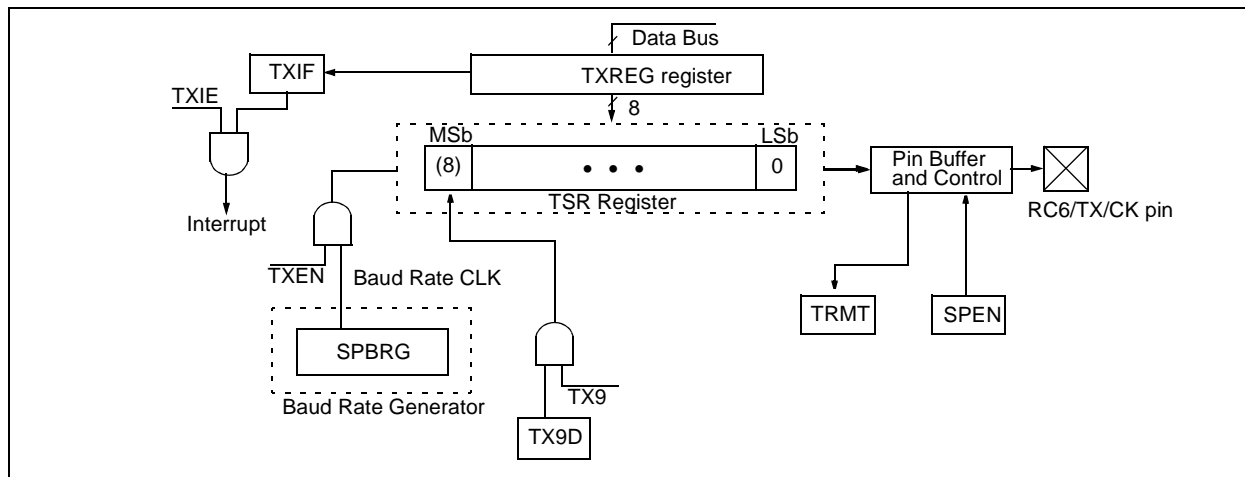 Data Bus
TXIF
TXREG register
TXIE
8
MSb
LSb
(8)
• • •
0
TSR Register
Pin Buffer
and Control
RC6/TX/CK pin
Interrupt
TXEN
Baud Rate CLK
TRMT
SPEN
SPBRG
TX9
Baud Rate Generator
TX9D